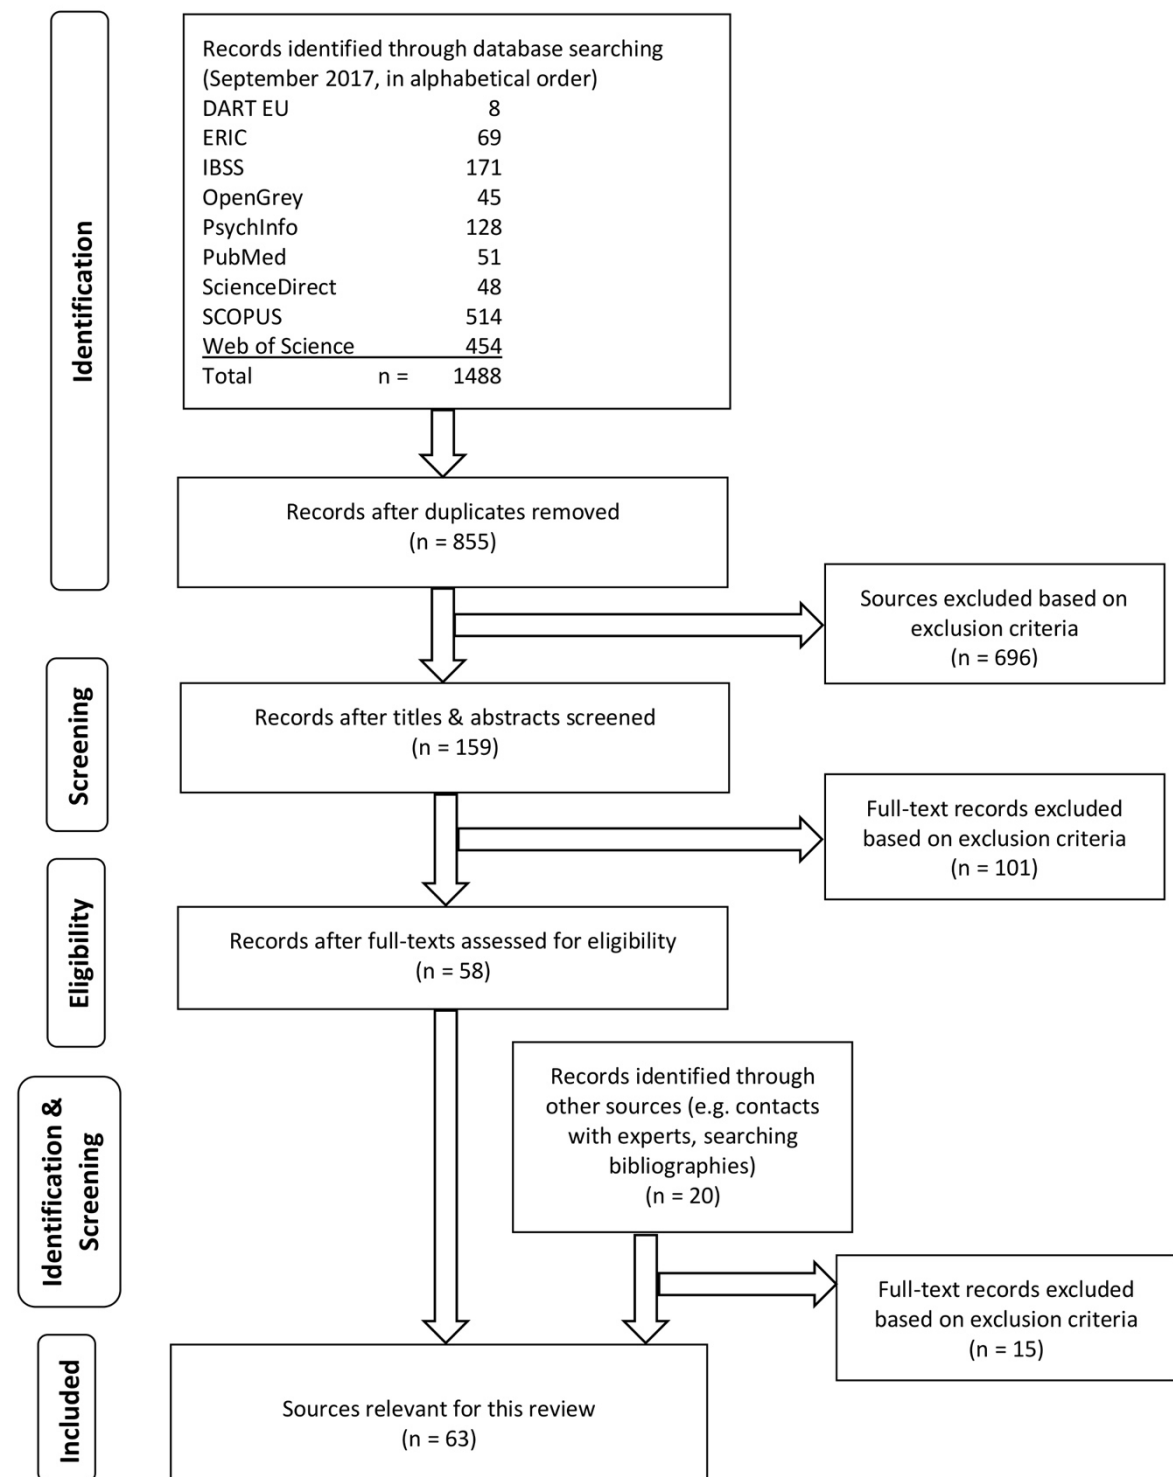 Identification
Records identified through database searching
(September 2017, in alphabetical order)
DART EU 8
ERIC 69
IBSS 171
OpenGrey 45
PsychInfo 128
PubMed 51
ScienceDirect 48
SCOPUS 514
Web of Science 454
Total n = 1488
Records after duplicates removed
(n = 855)
Sources excluded based on
exclusion criteria
(n = 696)
Screening
Records after titles & abstracts screened
(n = 159)
Full-text records excluded
based on exclusion criteria
(n = 101)
Eligibility
Records after full-texts assessed for eligibility
(n = 58)
Identification &
Screening
Records identified through
other sources (e.g. contacts
with experts, searching
bibliographies)
(n = 20)
Full-text records excluded
based on exclusion criteria
(n = 15)
Included
Sources relevant for this review
(n = 63)